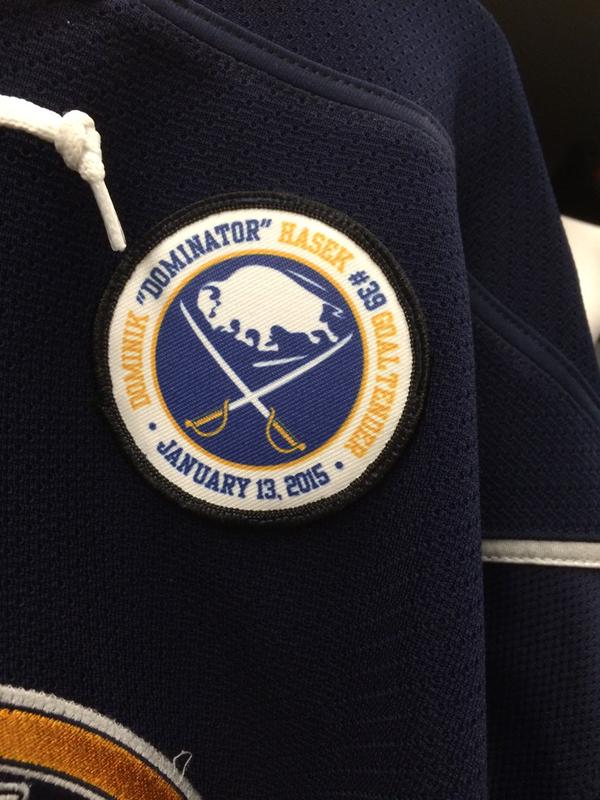 DOMINIK "DOMINATOR" HASEK #39 GOALTENDER
• JANUARY 13, 2015 •